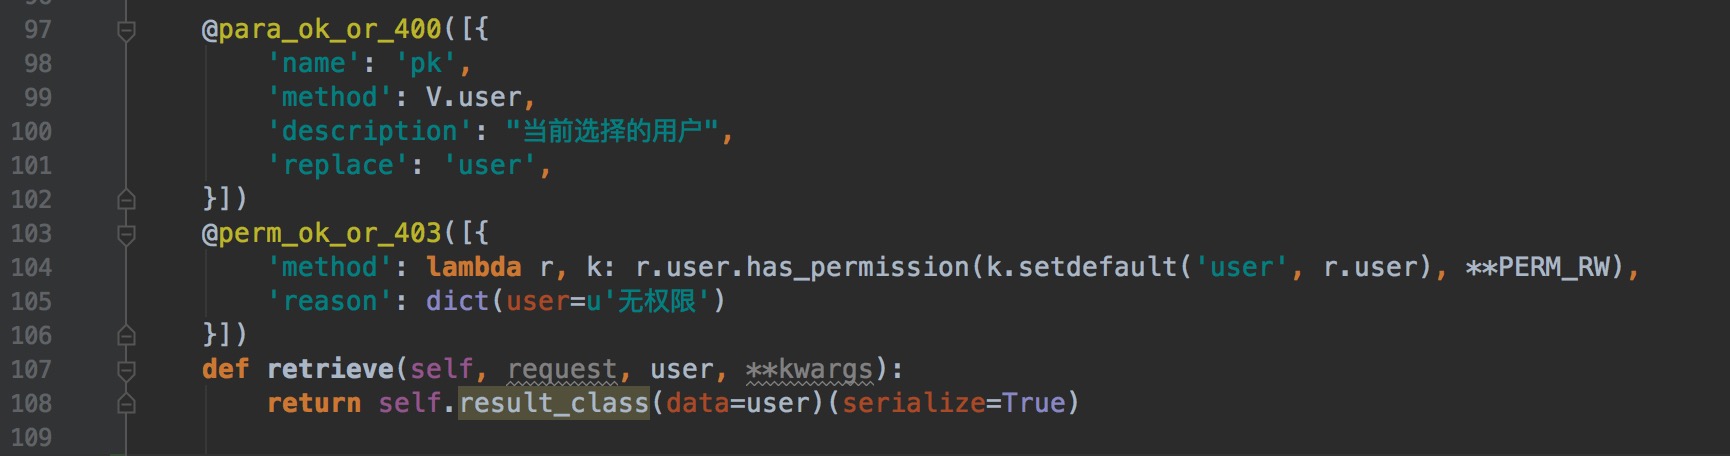 97 @para_ok_or_400([{
98 'name': 'pk',
99 'method': V.user,
100 'description': "当前选择的用户",
101 'replace': 'user',
102 }])
103 @perm_ok_or_403([{
104 'method': lambda r, k: r.user.has_permission(k.setdefault('user', r.user), **PERM_RW),
105 'reason': dict(user=u'无权限')
106 }])
107 def retrieve(self, request, user, **kwargs):
108 return self.result_class(data=user)(serialize=True)
109